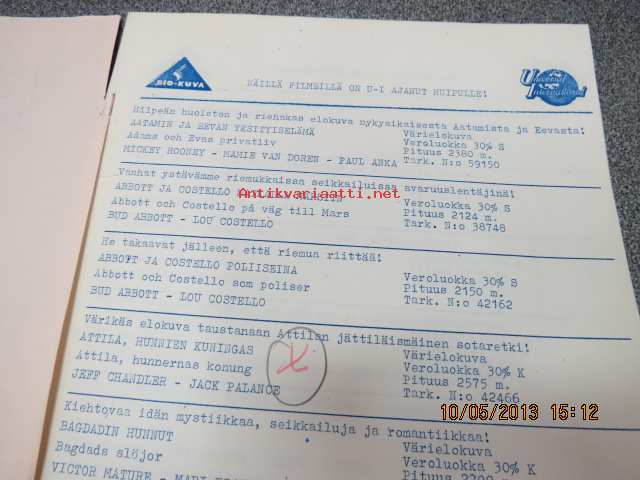 BIO-KUVA
NÄILLÄ FILMEILLÄ ON U-I AJANUT HUIPULLE!
Universal International
Hilpeän huoleton ja riehakas elokuva nykyaikaisesta Aatamista ja Eevasta!
AATAMIN JA EEVAN YKSITYISELÄMÄ Värielokuva
Adams och Evas privatliv Veroluokka 30% S
Pituus 2380 m.
MICKEY ROONEY - MAMIE VAN DOREN - PAUL ANKA Tark. N:o 59150
Vanhat ystävämme riemukkaissa seikkailuissa avaruuslentäjinä!
ABBOTT JA COSTELLO Veroluokka 30% S
Abbott och Costello på väg till Mars Pituus 2124 m.
BUD ABBOTT - LOU COSTELLO Tark. N:o 38748
Antikvariaatti.net
He takaavat jälleen, että riemua riittää!
ABBOTT JA COSTELLO POLIISEINA Veroluokka 30% S
Abbott och Costello som poliser Pituus 2150 m.
BUD ABBOTT - LOU COSTELLO Tark. N:o 42162
Värikäs elokuva taustanaan Attilan jättiläismäinen sotaretki!
ATTILA, HUNNIEN KUNINGAS Värielokuva
Attila, hunnernas konung Veroluokka 30% K
Pituus 2575 m.
JEFF CHANDLER - JACK PALANCE Tark. N:o 42466
Kiehtovaa idän mystiikkaa, seikkailuja ja romantiikkaa!
BAGDADIN HUNNUT Värielokuva
Bagdads slöjor Veroluokka 30% K
VICTOR MATURE - Pituus
10/05/2013 15:12